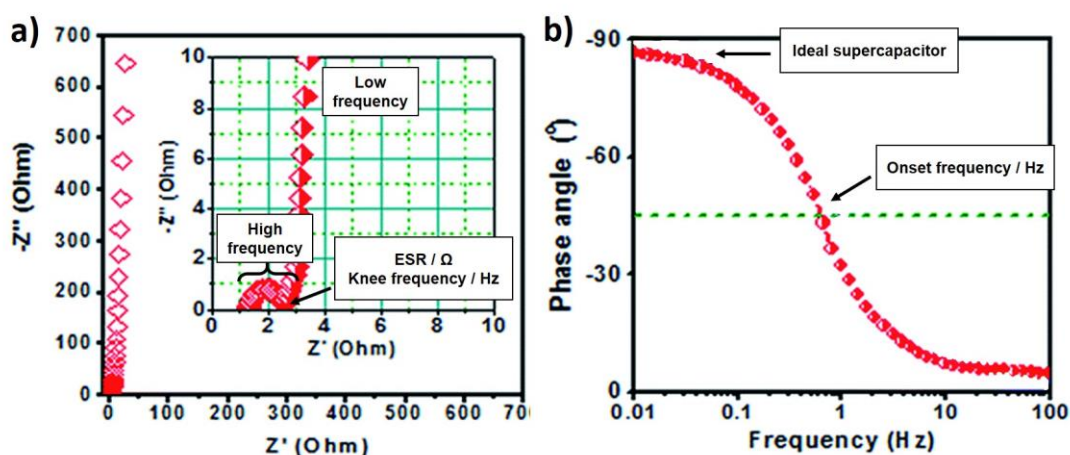 a)
700
600
500
400
300
200
100
0
-Z'' (Ohm)
0 100 200 300 400 500 600 700
Z' (Ohm)
10
8
6
4
2
0
-Z'' (Ohm)
0 2 4 6 8 10
Z' (Ohm)
Low
frequency
High
frequency
ESR / Ω
Knee frequency / Hz
b)
-90
-60
-30
0
Phase angle (°)
Ideal supercapacitor
Onset frequency / Hz
0.01 0.1 1 10 100
Frequency (Hz)